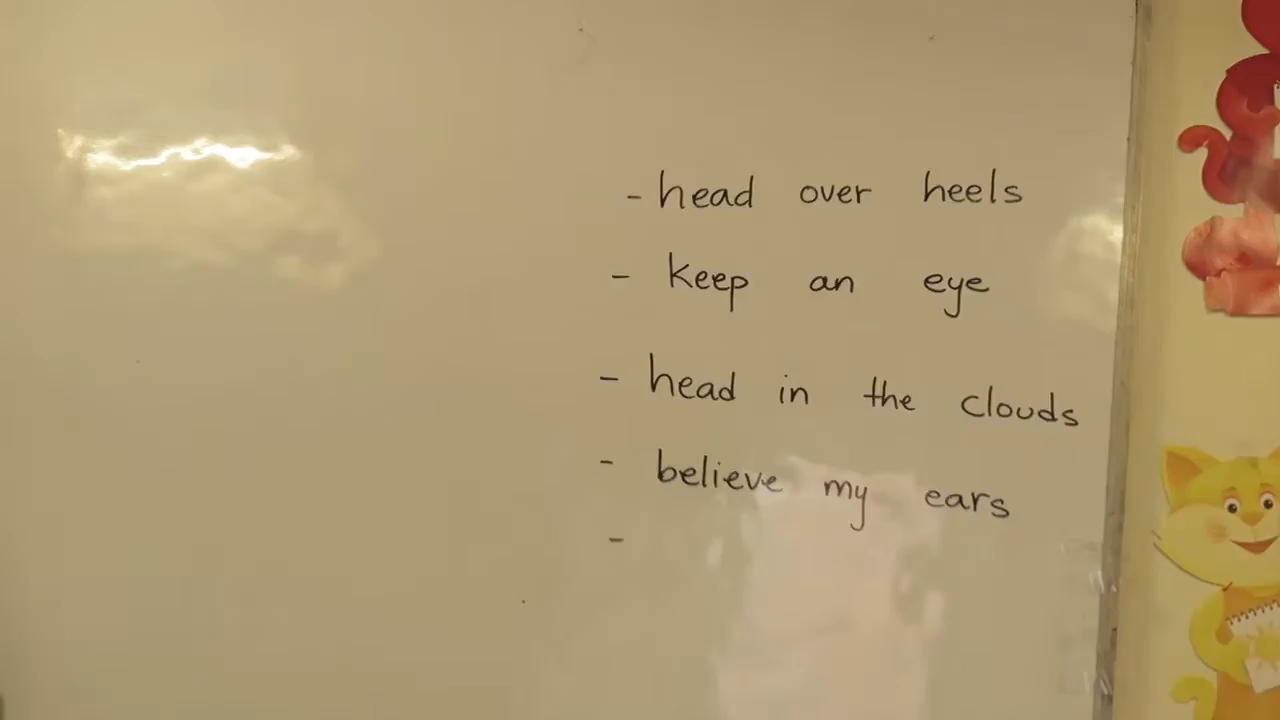 - head over heels
- keep an eye
- head in the clouds
- believe my ears
-